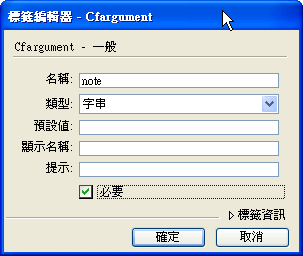 標籤編輯器 - Cfargument
Cfargument - 一般
名稱: note
類型: 字串
預設值:
顯示名稱:
提示:
必要
標籤資訊
確定 取消